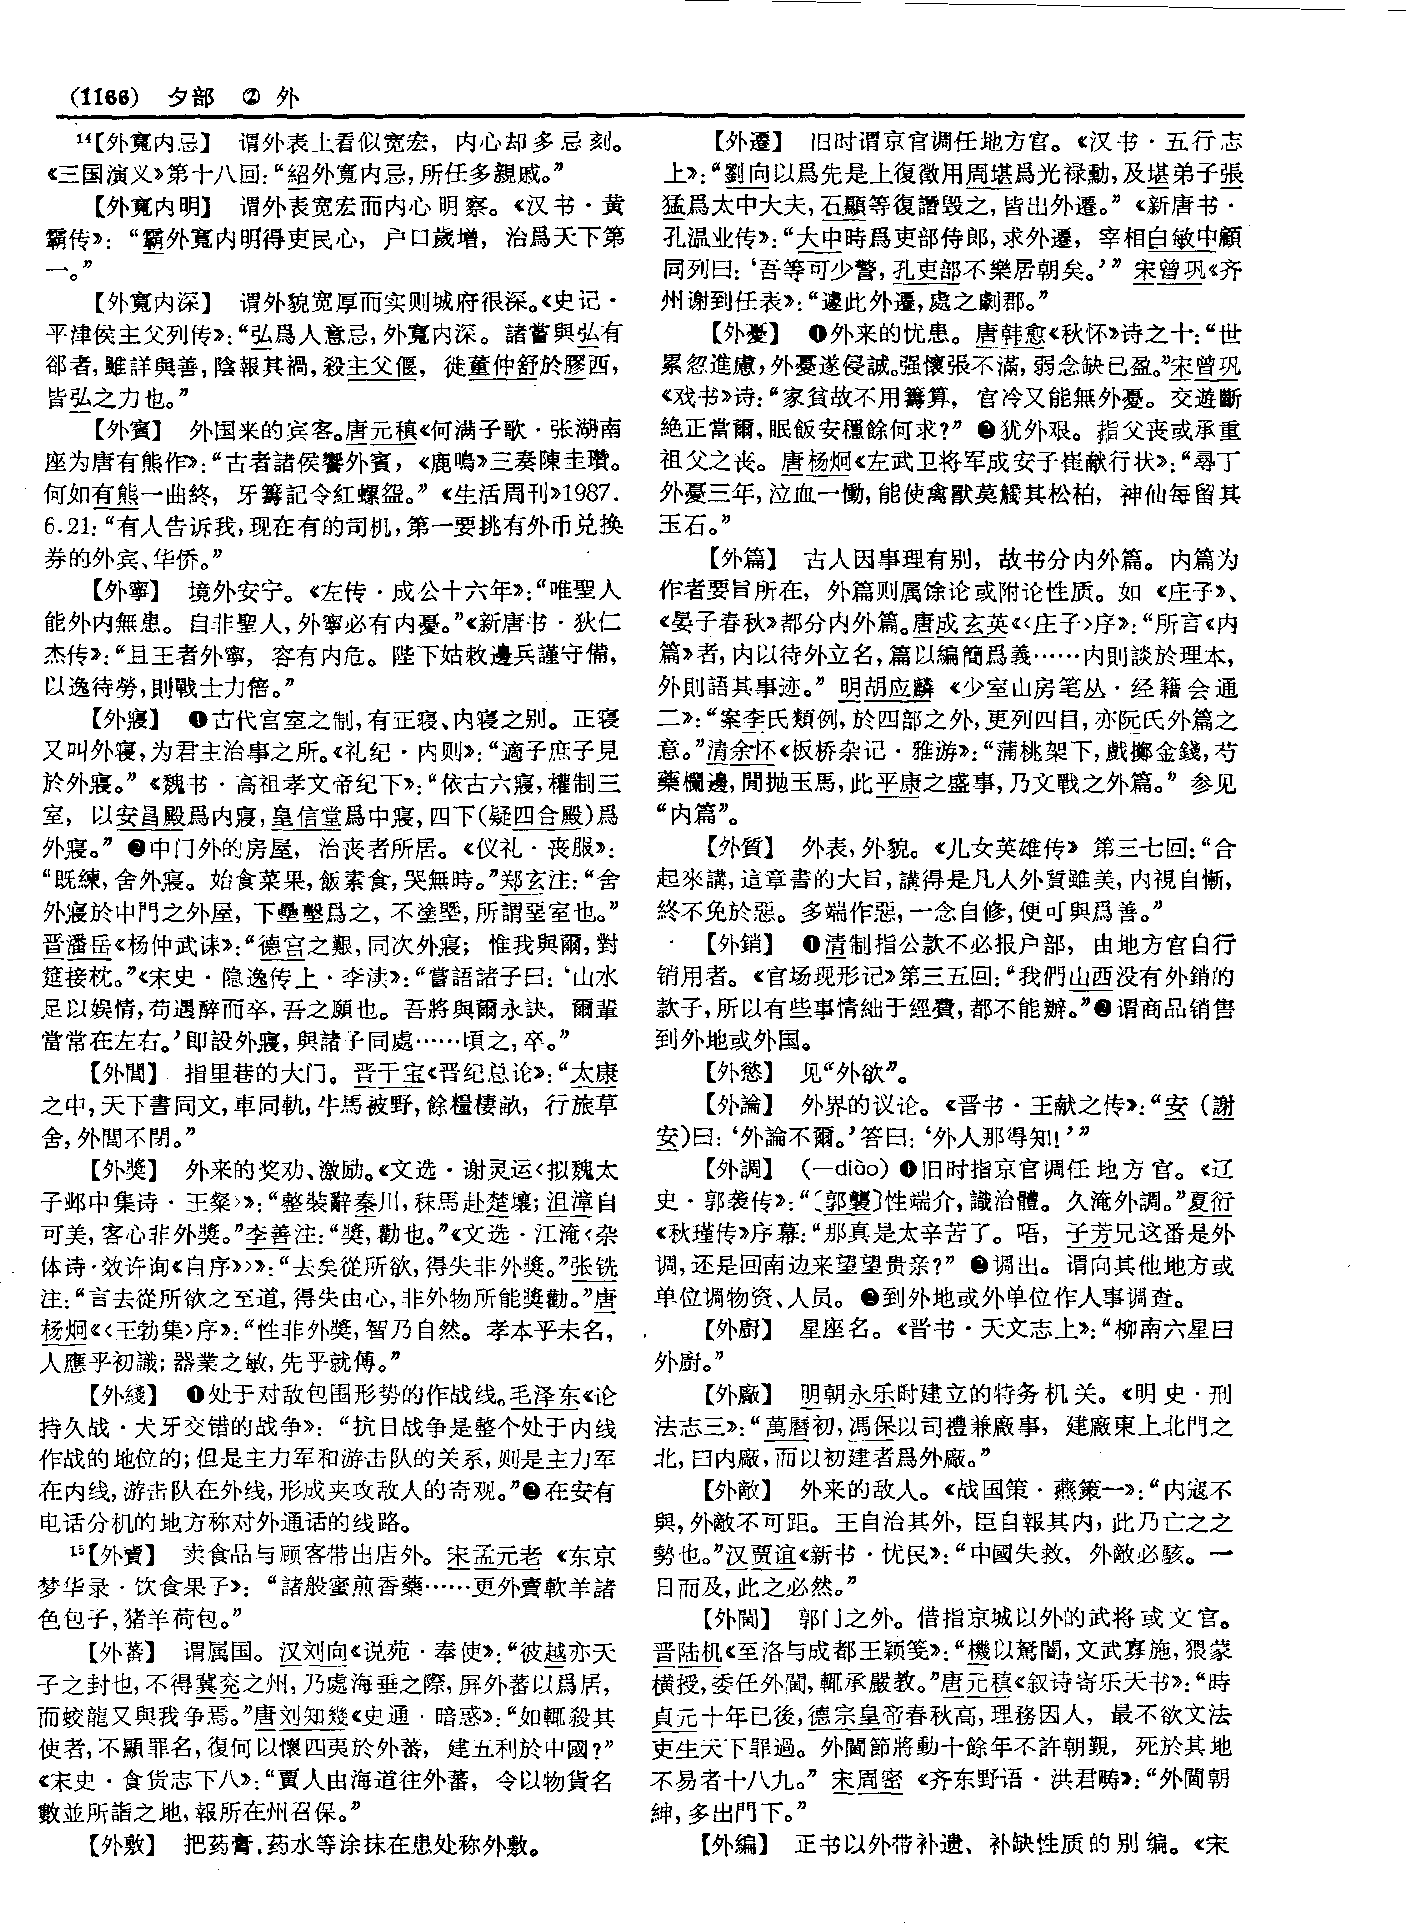 (1166) 夕部 ② 外
¹⁴【外寬内忌】 谓外表上看似宽宏，内心却多忌刻。
《三国演义》第十八回：“紹外寬内忌，所任多親戚。”
【外寬内明】 谓外表宽宏而内心明察。《汉书·黄
霸传》：“霸外寬内明得吏民心，户口歲增，治爲天下第
一。”
【外寬内深】 谓外貌宽厚而实则城府很深。《史记·
平津侯主父列传》：“弘爲人意忌，外寬内深。諸嘗與弘有
郤者，雖詳與善，陰報其禍，殺主父偃，徙董仲舒於膠西，
皆弘之力也。”
【外賓】 外国来的宾客。唐元稹《何满子歌·张湖南
座为唐有熊作》：“古者諸侯饗外賓，《鹿鳴》三奏陳圭瓚。
何如有熊一曲終，牙籌記令紅螺盌。”《生活周刊》1987.
6.21：“有人告诉我，现在有的司机，第一要挑有外币兑换
券的外宾、华侨。”
【外寧】 境外安宁。《左传·成公十六年》：“唯聖人
能外内無患。自非聖人，外寧必有内憂。”《新唐书·狄仁
杰传》：“且王者外寧，容有内危。陛下姑敕邊兵謹守備，
以逸待勞，則戰士力倍。”
【外寢】 ❶古代宫室之制，有正寝、内寝之别。正寝
又叫外寝，为君主治事之所。《礼纪·内则》：“適子庶子見
於外寢。”《魏书·高祖孝文帝纪下》：“依古六寢，權制三
室，以安昌殿爲内寢，皇信堂爲中寢，四下(疑四合殿)爲
外寢。”❷中门外的房屋，治丧者所居。《仪礼·丧服》：
“既練，舍外寢。始食菜果，飯素食，哭無時。”郑玄注：“舍
外寢於中門之外屋，下壘墼爲之，不塗塈，所謂堊室也。”
晋潘岳《杨仲武诔》：“德宫之艱，同次外寢；惟我與爾，對
筵接枕。”《宋史·隐逸传上·李渎》：“嘗語諸子曰：‘山水
足以娱情，苟遇醉而卒，吾之願也。吾將與爾永訣，爾輩
當常在左右。’即設外寢，與諸子同處……頃之，卒。”
【外閭】 指里巷的大门。晋干宝《晋纪总论》：“太康
之中，天下書同文，車同軌，牛馬被野，餘糧棲畝，行旅草
舍，外閭不閉。”
【外獎】 外来的奖劝、激励。《文选·谢灵运〈拟魏太
子邺中集诗·王粲〉》：“整裝辭秦川，秣馬赴楚壤；沮漳自
可美，客心非外獎。”李善注：“獎，勸也。”《文选·江淹〈杂
体诗·效许询《自序》〉》：“去矣從所欲，得失非外獎。”张铣
注：“言去從所欲之至道，得失由心，非外物所能獎勸。”唐
杨炯《〈王勃集〉序》：“性非外獎，智乃自然。孝本乎未名，
人應乎初識；器業之敏，先乎就傅。”
【外綫】 ❶处于对敌包围形势的作战线。毛泽东《论
持久战·犬牙交错的战争》：“抗日战争是整个处于内线
作战的地位的；但是主力军和游击队的关系，则是主力军
在内线，游击队在外线，形成夹攻敌人的奇观。”❷在安有
电话分机的地方称对外通话的线路。
¹⁵【外賣】 卖食品与顾客带出店外。宋孟元老《东京
梦华录·饮食果子》：“諸般蜜煎香藥……更外賣軟羊諸
色包子，猪羊荷包。”
【外蕃】 谓属国。汉刘向《说苑·奉使》：“彼越亦天
子之封也，不得冀兗之州，乃處海垂之際，屏外蕃以爲居，
而蛟龍又與我争焉。”唐刘知幾《史通·暗惑》：“如輒殺其
使者，不顯罪名，復何以懷四夷於外蕃，建五利於中國？”
《宋史·食货志下八》：“賈人由海道往外蕃，令以物貨名
數並所詣之地，報所在州召保。”
【外敷】 把药膏、药水等涂抹在患处称外敷。
【外遷】 旧时谓京官调任地方官。《汉书·五行志
上》：“劉向以爲先是上復徵用周堪爲光禄勳，及堪弟子張
猛爲太中大夫，石顯等復譖毁之，皆出外遷。”《新唐书·
孔温业传》：“大中時爲吏部侍郎，求外遷，宰相白敏中顧
同列曰：‘吾等可少警，孔吏部不樂居朝矣。’”宋曾巩《齐
州谢到任表》：“遽此外遷，處之劇郡。”
【外憂】 ❶外来的忧患。唐韩愈《秋怀》诗之十：“世
累忽進慮，外憂遂侵誠。强懷張不滿，弱念缺已盈。”宋曾巩
《戏书》诗：“家貧故不用籌算，官冷又能無外憂。交遊斷
絶正當爾，眠飯安穩餘何求？”❷犹外艰。指父丧或承重
祖父之丧。唐杨炯《左武卫将军成安子崔献行状》：“尋丁
外憂三年，泣血一慟，能使禽獸莫觸其松柏，神仙每留其
玉石。”
【外篇】 古人因事理有别，故书分内外篇。内篇为
作者要旨所在，外篇则属馀论或附论性质。如《庄子》、
《晏子春秋》都分内外篇。唐成玄英《〈庄子〉序》：“所言《内
篇》者，内以待外立名，篇以編簡爲義……内則談於理本，
外則語其事迹。”明胡应麟《少室山房笔丛·经籍会通
二》：“案李氏類例，於四部之外，更列四目，亦阮氏外篇之
意。”清余怀《板桥杂记·雅游》：“蒲桃架下，戲擲金錢，芍
藥欄邊，閒抛玉馬，此平康之盛事，乃文戰之外篇。”参见
“内篇”。
【外質】 外表，外貌。《儿女英雄传》第三七回：“合
起來講，這章書的大旨，講得是凡人外質雖美，内視自慚，
終不免於惡。多端作惡，一念自修，便可與爲善。”
【外銷】 ❶清制指公款不必报户部，由地方官自行
销用者。《官场现形记》第三五回：“我們山西没有外銷的
款子，所以有些事情絀于經費，都不能辦。”❷谓商品销售
到外地或外国。
【外慾】 见“外欲”。
【外論】 外界的议论。《晋书·王献之传》：“安(謝
安)曰：‘外論不爾。’答曰：‘外人那得知！’”
【外調】 (—diào)❶旧时指京官调任地方官。《辽
史·郭袭传》：“〔郭襲〕性端介，識治體。久淹外調。”夏衍
《秋瑾传》序幕：“那真是太辛苦了。唔，子芳兄这番是外
调，还是回南边来望望贵亲？”❷调出。谓向其他地方或
单位调物资、人员。❸到外地或外单位作人事调查。
【外廚】 星座名。《晋书·天文志上》：“柳南六星曰
外廚。”
【外廠】 明朝永乐时建立的特务机关。《明史·刑
法志三》：“萬曆初，馮保以司禮兼廠事，建廠東上北門之
北，曰内廠，而以初建者爲外廠。”
【外敵】 外来的敌人。《战国策·燕策一》：“内寇不
與，外敵不可距。王自治其外，臣自報其内，此乃亡之之
勢也。”汉贾谊《新书·忧民》：“中國失救，外敵必駭。一
日而及，此之必然。”
【外閫】 郭门之外。借指京城以外的武将或文官。
晋陆机《至洛与成都王颖笺》：“機以駑闇，文武寡施，猥蒙
横授，委任外閫，輒承嚴教。”唐元稹《叙诗寄乐天书》：“時
貞元十年已後，德宗皇帝春秋高，理務因人，最不欲文法
吏生天下罪過。外閫節將動十餘年不許朝覲，死於其地
不易者十八九。”宋周密《齐东野语·洪君畴》：“外閫朝
紳，多出門下。”
【外編】 正书以外带补遗、补缺性质的别编。《宋